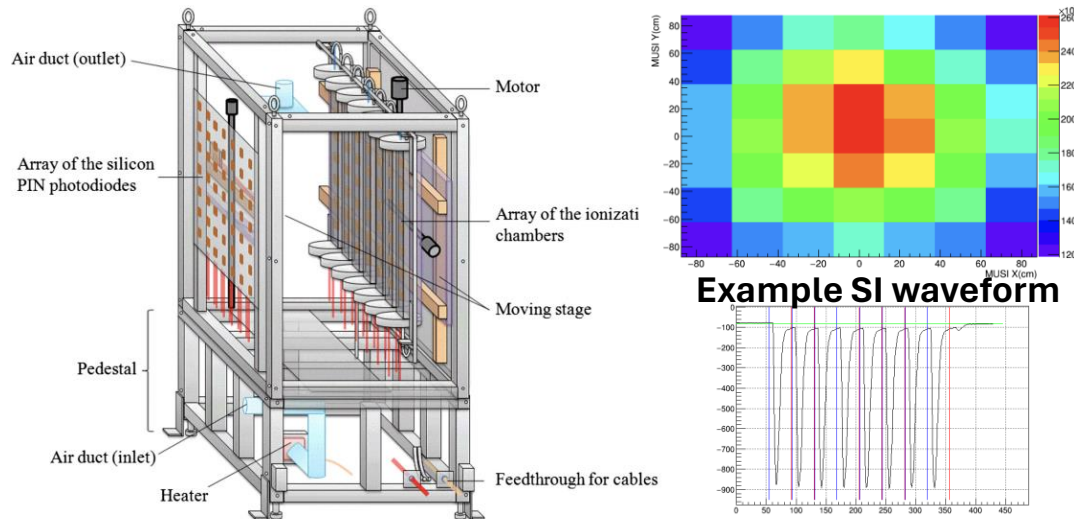 Air duct (outlet)
Motor
Array of the silicon
PIN photodiodes
Array of the ionizati
chambers
Moving stage
Pedestal
Air duct (inlet)
Heater
Feedthrough for cables
MUSI Y(cm)
80
60
40
20
0
−20
−40
−60
−80
−80 −60 −40 −20 0 20 40 60 80
MUSI X(cm)
×10
260
240
220
200
180
160
140
120
Example SI waveform
−100
−200
−300
−400
−500
−600
−700
−800
−900
0 50 100 150 200 250 300 350 400 450